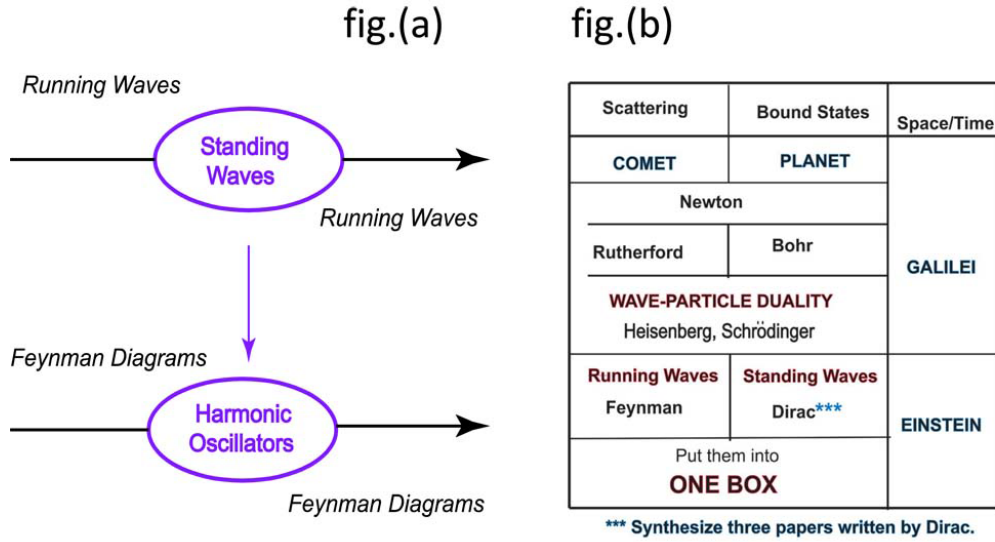 fig.(a)
fig.(b)
Running Waves
Standing
Waves
Running Waves
Feynman Diagrams
Harmonic
Oscillators
Feynman Diagrams
Scattering
Bound States
Space/Time
COMET
PLANET
Newton
Rutherford
Bohr
GALILEI
WAVE-PARTICLE DUALITY
Heisenberg, Schrödinger
Running Waves
Standing Waves
Feynman
Dirac***
EINSTEIN
Put them into
ONE BOX
*** Synthesize three papers written by Dirac.